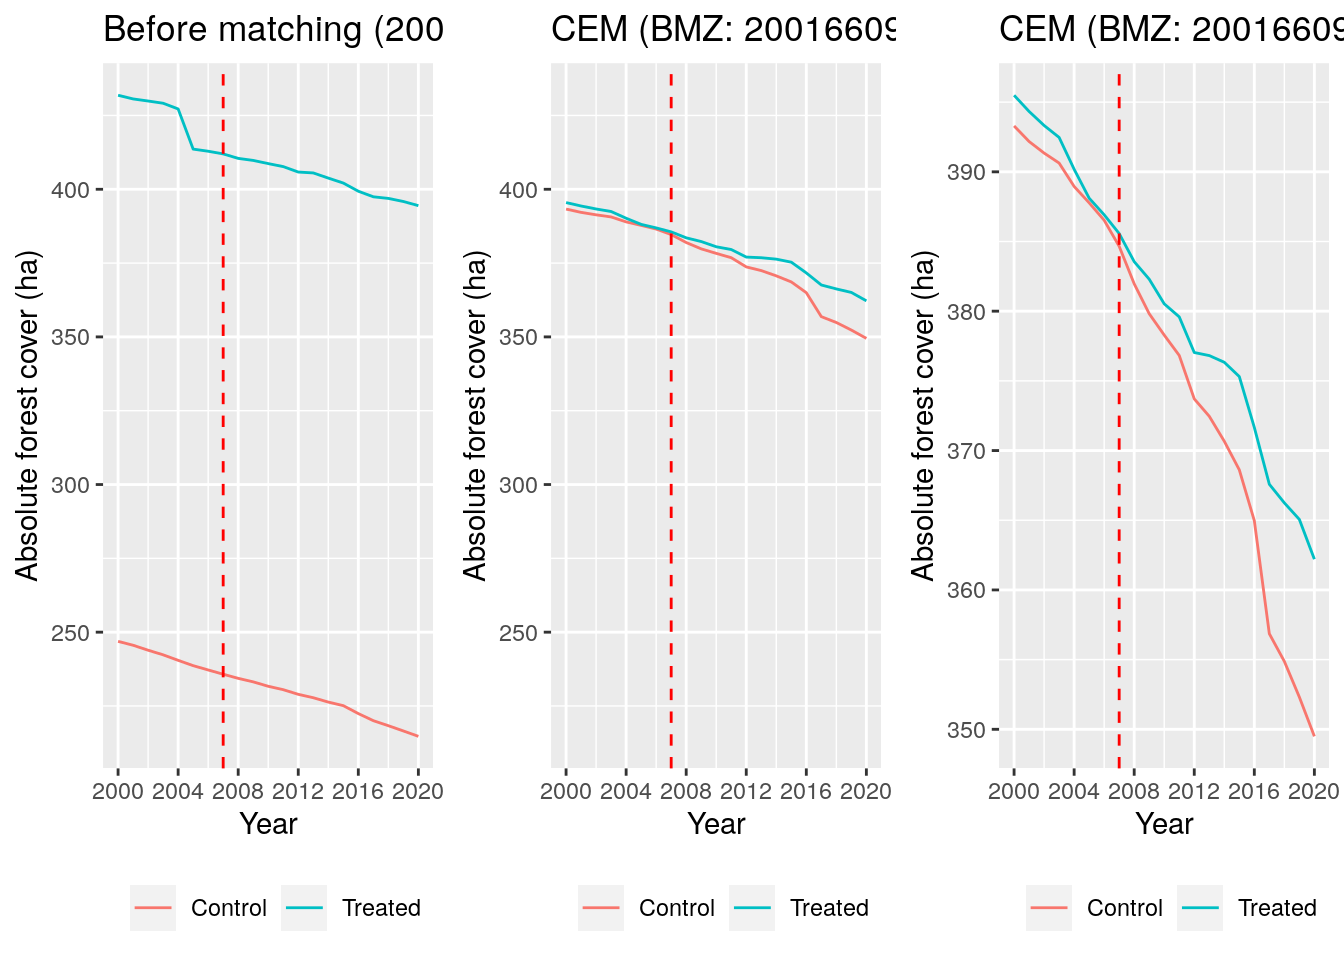 Before matching (200
CEM (BMZ: 20016609
CEM (BMZ: 20016609
Absolute forest cover (ha)
400
350
300
250
2000 2004 2008 2012 2016 2020
Year
Control Treated
Absolute forest cover (ha)
400
350
300
250
2000 2004 2008 2012 2016 2020
Year
Control Treated
Absolute forest cover (ha)
390
380
370
360
350
2000 2004 2008 2012 2016 2020
Year
Control Treated